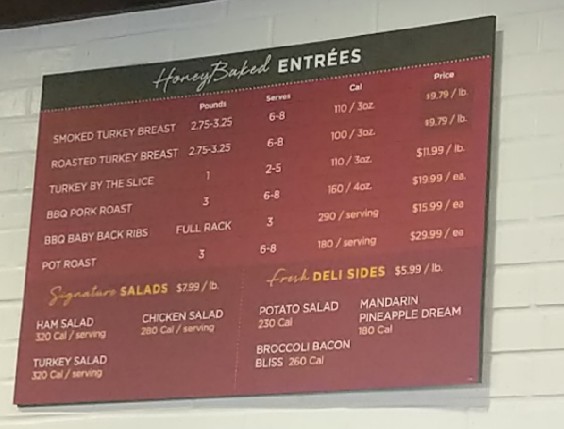 HoneyBaked ENTRÉES
Pounds Serves Cal Price
SMOKED TURKEY BREAST 2.75-3.25 6-8 110 / 3oz. $9.79 / lb.
ROASTED TURKEY BREAST 2.75-3.25 6-8 100 / 3oz. $9.79 / lb.
TURKEY BY THE SLICE 1 2-5 110 / 3oz. $11.99 / lb.
BBQ PORK ROAST 3 6-8 160 / 4oz. $19.99 / ea.
BBQ BABY BACK RIBS FULL RACK 3 290 / serving $15.99 / ea
POT ROAST 3 6-8 180 / serving $29.99 / ea
Signature SALADS $7.99 / lb.
HAM SALAD
320 Cal / serving
CHICKEN SALAD
280 Cal / serving
TURKEY SALAD
320 Cal / serving
Fresh DELI SIDES $5.99 / lb.
POTATO SALAD
230 Cal
MANDARIN
PINEAPPLE DREAM
180 Cal
BROCCOLI BACON
BLISS 260 Cal